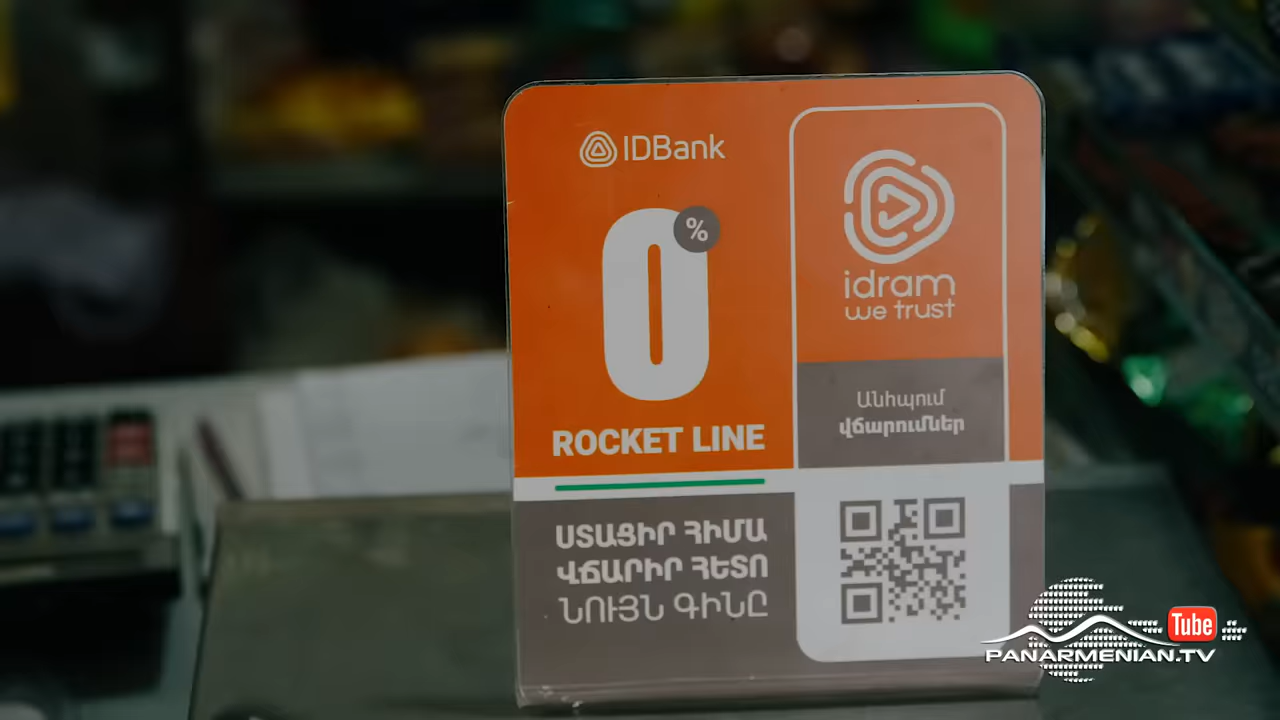 IDBank
0%
ROCKET LINE
ՍՏԱՑԻՐ ՀԻՄԱ
ՎՃԱՐԻՐ ՀԵՏՈ
ՆՈՒՅՆ ԳԻՆԸ
idram
we trust
Անհպում
վճարումներ
Tube
PANARMENIAN.TV